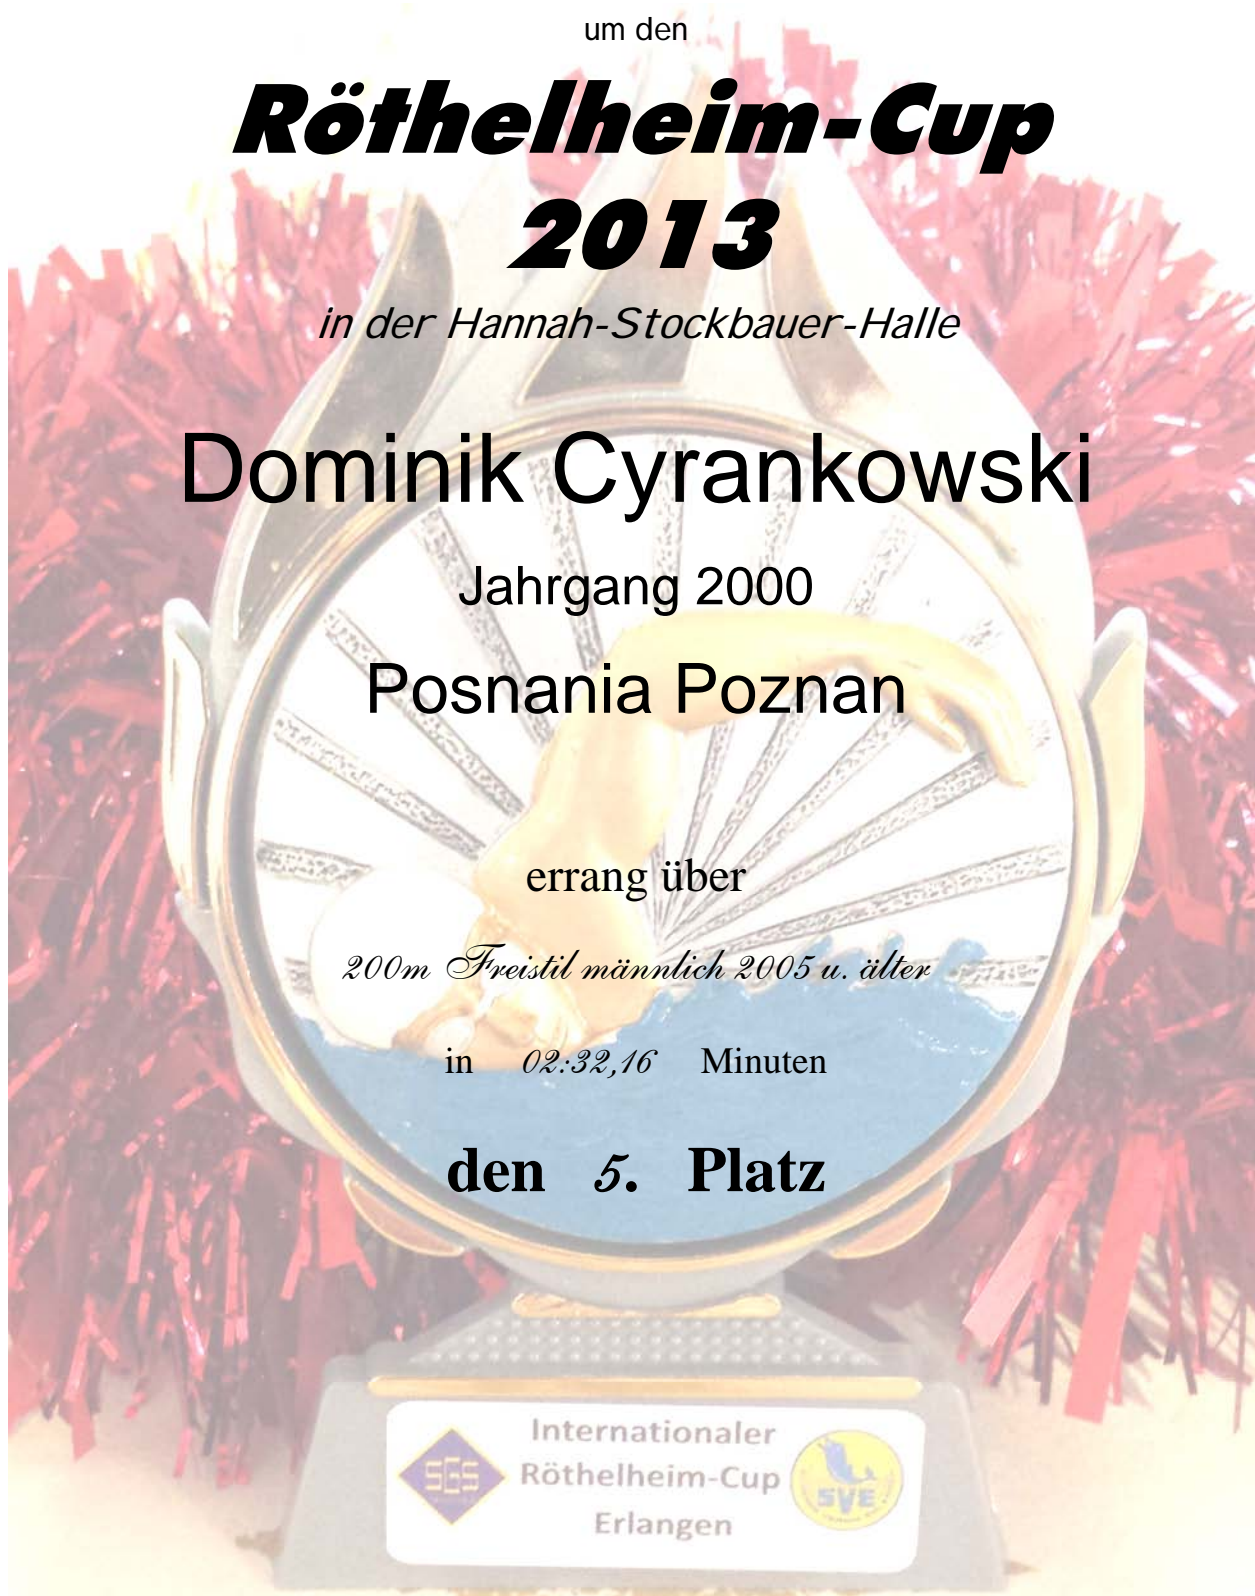 um den
Röthelheim-Cup
2013
in der Hannah-Stockbauer-Halle
Dominik Cyrankowski
Jahrgang 2000
Posnania Poznan
errang über
200m Freistil männlich 2005 u. älter
in 02:32,16 Minuten
den 5. Platz
Internationaler
SGS Röthelheim-Cup SVE
Erlangen